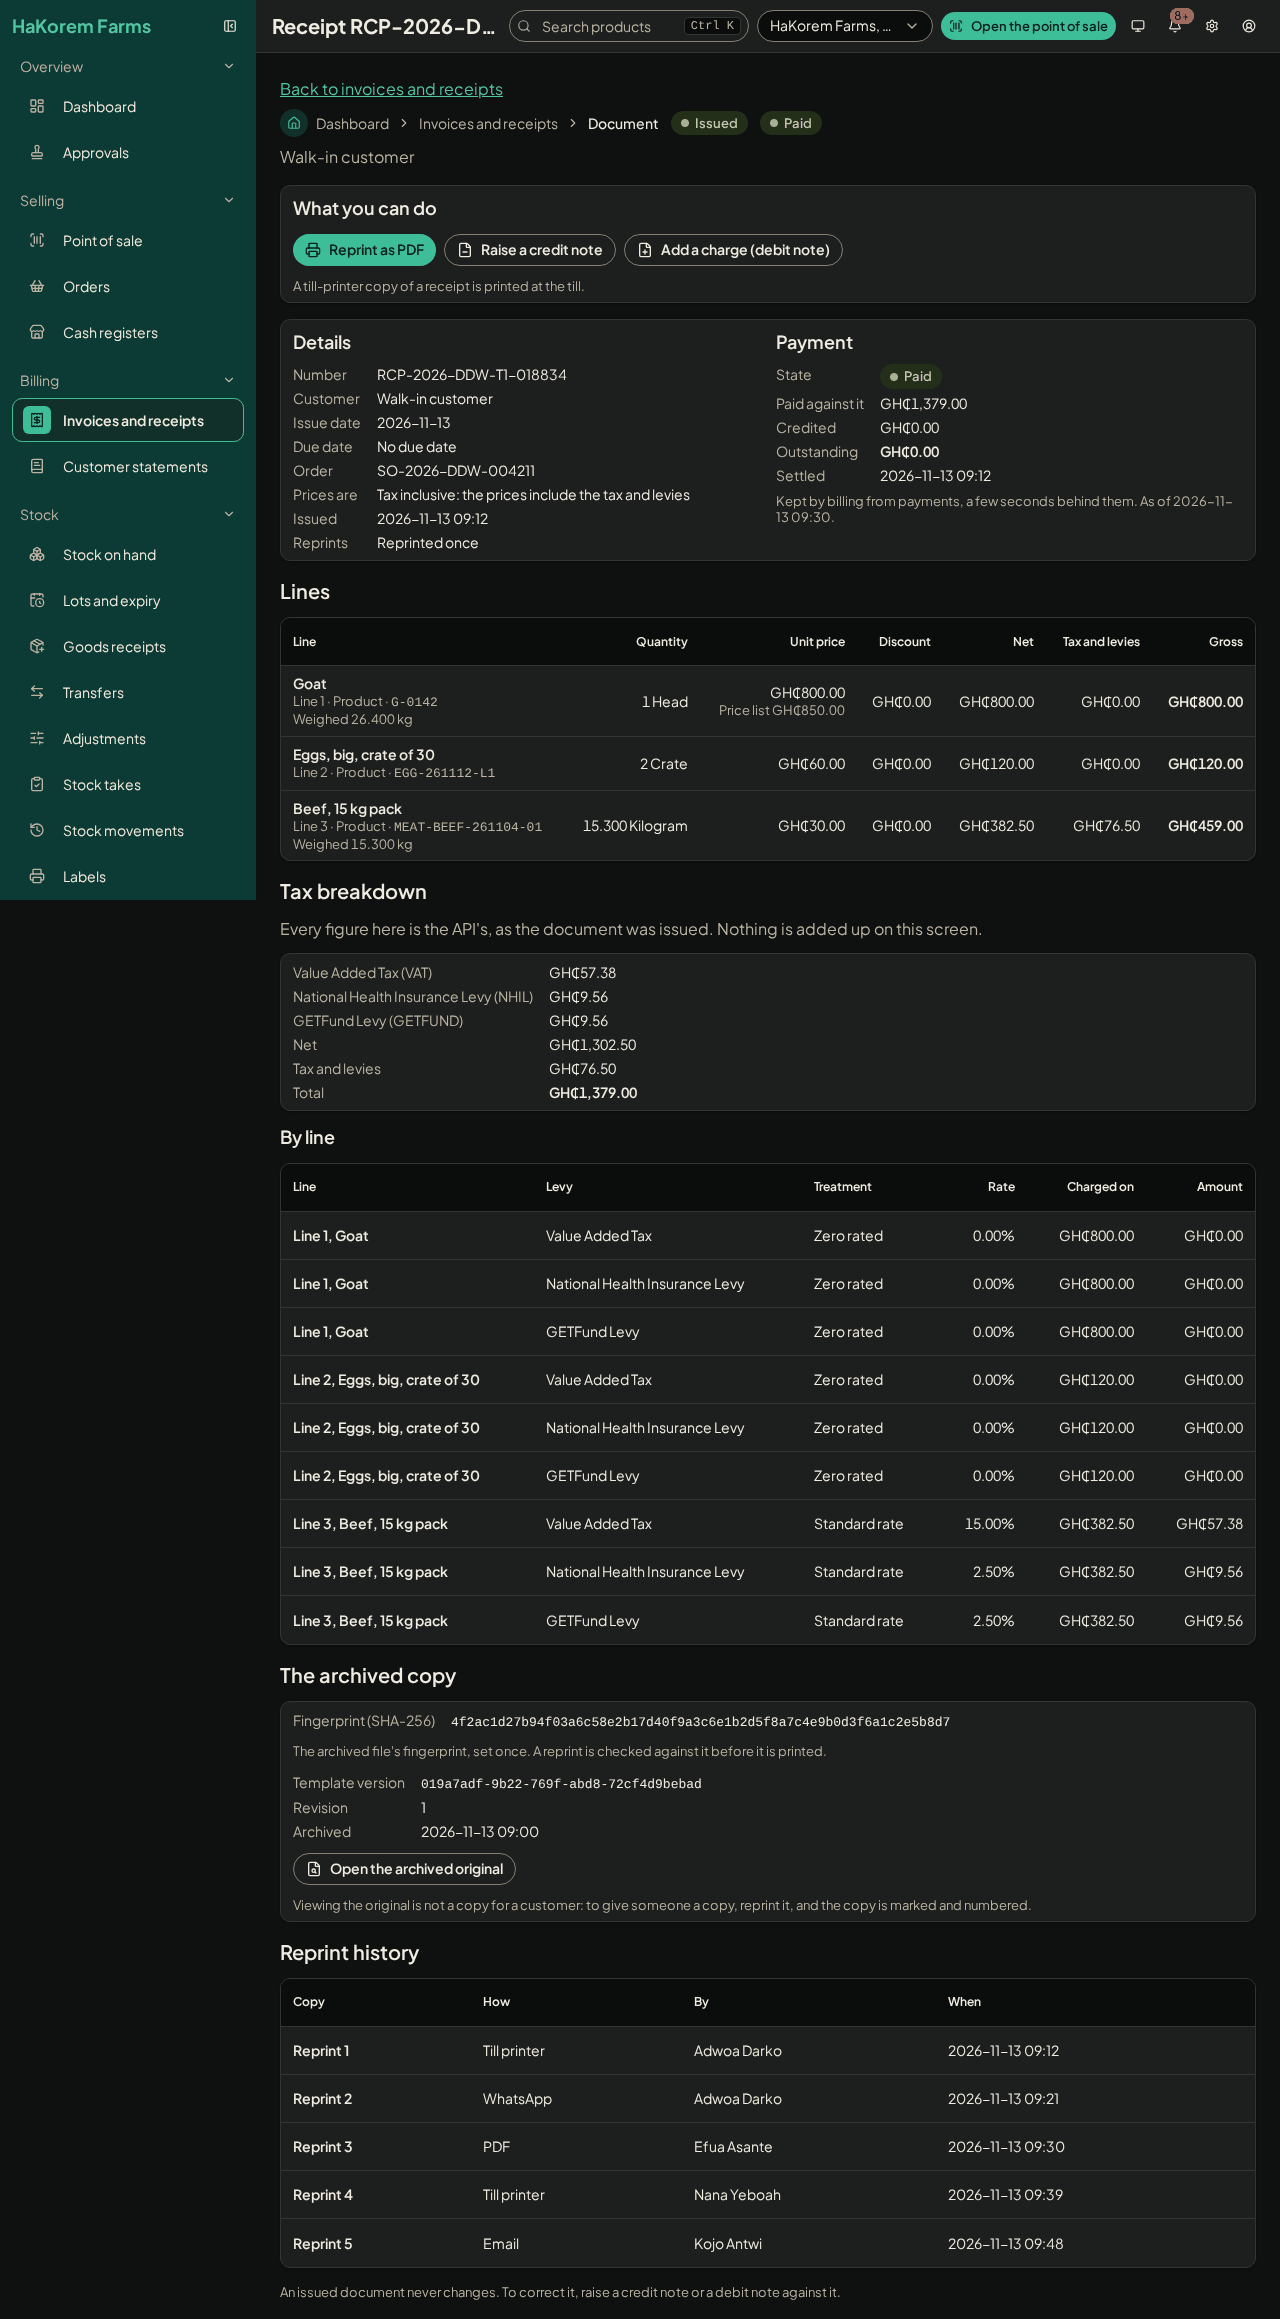 HaKorem Farms
Receipt RCP-2026-D...
Search products
Ctrl K
HaKorem Farms, ...
Open the point of sale
8+
Overview
Dashboard
Approvals
Selling
Point of sale
Orders
Cash registers
Billing
Invoices and receipts
Customer statements
Stock
Stock on hand
Lots and expiry
Goods receipts
Transfers
Adjustments
Stock takes
Stock movements
Labels
Back to invoices and receipts
Dashboard > Invoices and receipts > Document Issued Paid
Walk-in customer
What you can do
Reprint as PDF
Raise a credit note
Add a charge (debit note)
A till-printer copy of a receipt is printed at the till.
Details
Number RCP-2026-DDW-T1-018834
Customer Walk-in customer
Issue date 2026-11-13
Due date No due date
Order SO-2026-DDW-004211
Prices are Tax inclusive: the prices include the tax and levies
Issued 2026-11-13 09:12
Reprints Reprinted once
Payment
State Paid
Paid against it GH₵1,379.00
Credited GH₵0.00
Outstanding GH₵0.00
Settled 2026-11-13 09:12
Kept by billing from payments, a few seconds behind them. As of 2026-11-
13 09:30.
Lines
Line Quantity Unit price Discount Net Tax and levies Gross
Goat
Line 1 · Product · G-0142
Weighed 26.400 kg
1 Head
GH₵800.00
Price list GH₵850.00
GH₵0.00 GH₵800.00 GH₵0.00 GH₵800.00
Eggs, big, crate of 30
Line 2 · Product · EGG-261112-L1
2 Crate GH₵60.00 GH₵0.00 GH₵120.00 GH₵0.00 GH₵120.00
Beef, 15 kg pack
Line 3 · Product · MEAT-BEEF-261104-01
Weighed 15.300 kg
15.300 Kilogram GH₵30.00 GH₵0.00 GH₵382.50 GH₵76.50 GH₵459.00
Tax breakdown
Every figure here is the API's, as the document was issued. Nothing is added up on this screen.
Value Added Tax (VAT) GH₵57.38
National Health Insurance Levy (NHIL) GH₵9.56
GETFund Levy (GETFUND) GH₵9.56
Net GH₵1,302.50
Tax and levies GH₵76.50
Total GH₵1,379.00
By line
Line Levy Treatment Rate Charged on Amount
Line 1, Goat Value Added Tax Zero rated 0.00% GH₵800.00 GH₵0.00
Line 1, Goat National Health Insurance Levy Zero rated 0.00% GH₵800.00 GH₵0.00
Line 1, Goat GETFund Levy Zero rated 0.00% GH₵800.00 GH₵0.00
Line 2, Eggs, big, crate of 30 Value Added Tax Zero rated 0.00% GH₵120.00 GH₵0.00
Line 2, Eggs, big, crate of 30 National Health Insurance Levy Zero rated 0.00% GH₵120.00 GH₵0.00
Line 2, Eggs, big, crate of 30 GETFund Levy Zero rated 0.00% GH₵120.00 GH₵0.00
Line 3, Beef, 15 kg pack Value Added Tax Standard rate 15.00% GH₵382.50 GH₵57.38
Line 3, Beef, 15 kg pack National Health Insurance Levy Standard rate 2.50% GH₵382.50 GH₵9.56
Line 3, Beef, 15 kg pack GETFund Levy Standard rate 2.50% GH₵382.50 GH₵9.56
The archived copy
Fingerprint (SHA-256) 4f2ac1d27b94f03a6c58e2b17d40f9a3c6e1b2d5f8a7c4e9b0d3f6a1c2e5b8d7
The archived file's fingerprint, set once. A reprint is checked against it before it is printed.
Template version 019a7adf-9b22-769f-abd8-72cf4d9bebad
Revision 1
Archived 2026-11-13 09:00
Open the archived original
Viewing the original is not a copy for a customer: to give someone a copy, reprint it, and the copy is marked and numbered.
Reprint history
Copy How By When
Reprint 1 Till printer Adwoa Darko 2026-11-13 09:12
Reprint 2 WhatsApp Adwoa Darko 2026-11-13 09:21
Reprint 3 PDF Efua Asante 2026-11-13 09:30
Reprint 4 Till printer Nana Yeboah 2026-11-13 09:39
Reprint 5 Email Kojo Antwi 2026-11-13 09:48
An issued document never changes. To correct it, raise a credit note or a debit note against it.